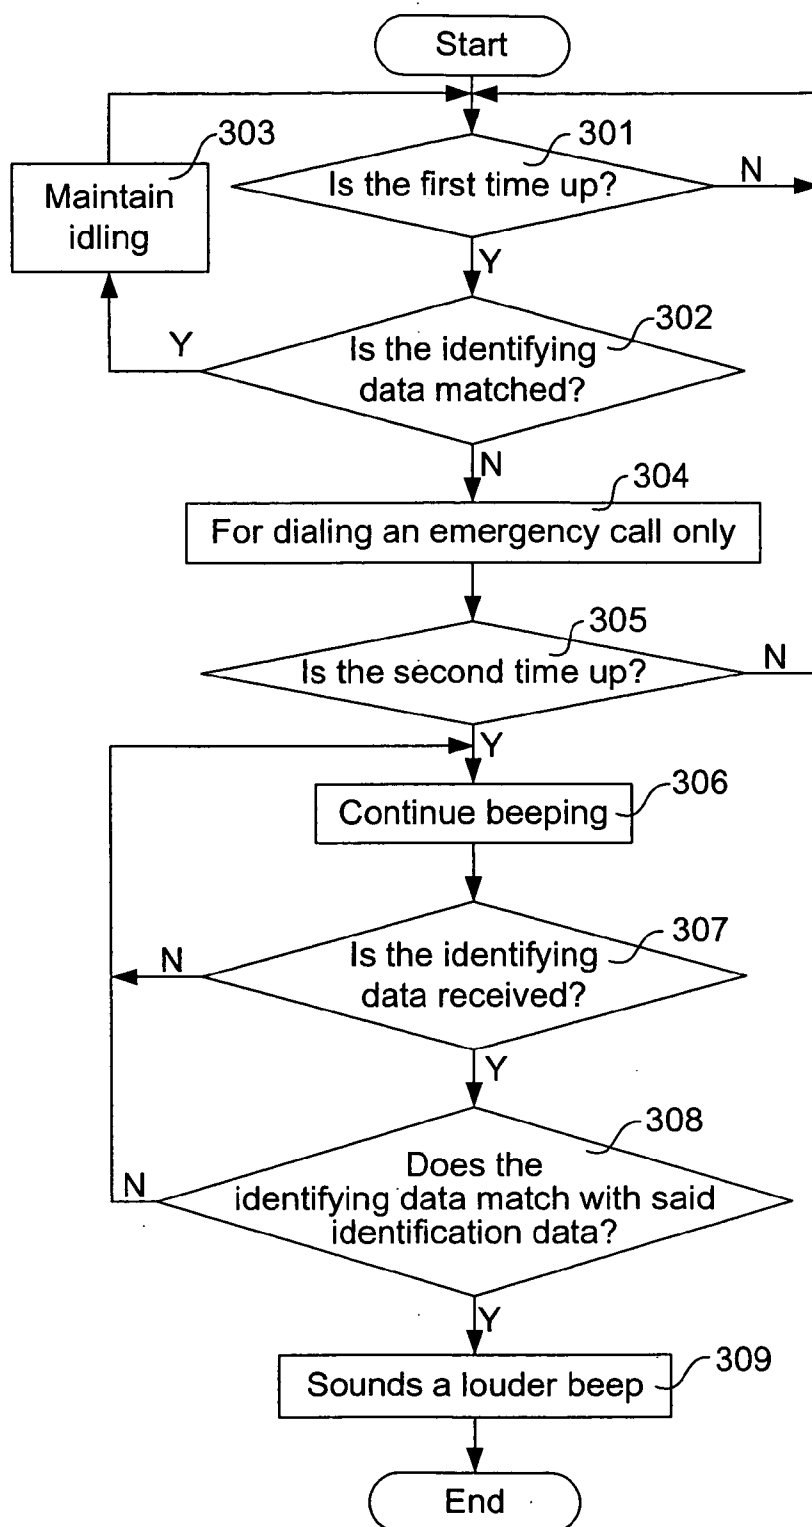 Start
303
301
Maintain
idling
Is the first time up?
N
Y
302
Y
Is the identifying
data matched?
N
304
For dialing an emergency call only
305
Is the second time up?
N
Y
306
Continue beeping
307
Is the identifying
data received?
N
Y
308
Does the
identifying data match with said
identification data?
N
Y
309
Sounds a louder beep
End